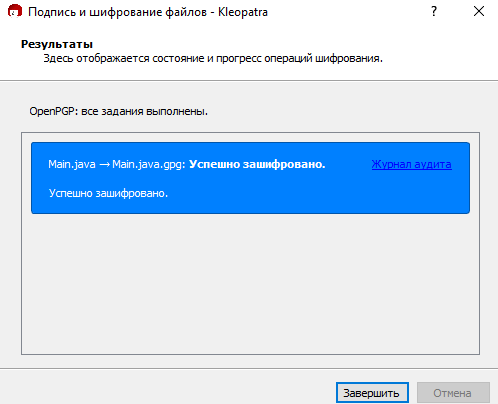 Подпись и шифрование файлов - Kleopatra
?
Результаты
Здесь отображается состояние и прогресс операций шифрования.
OpenPGP: все задания выполнены.
Main.java → Main.java.gpg: Успешно зашифровано. Журнал аудита
Успешно зашифровано.
Завершить Отмена